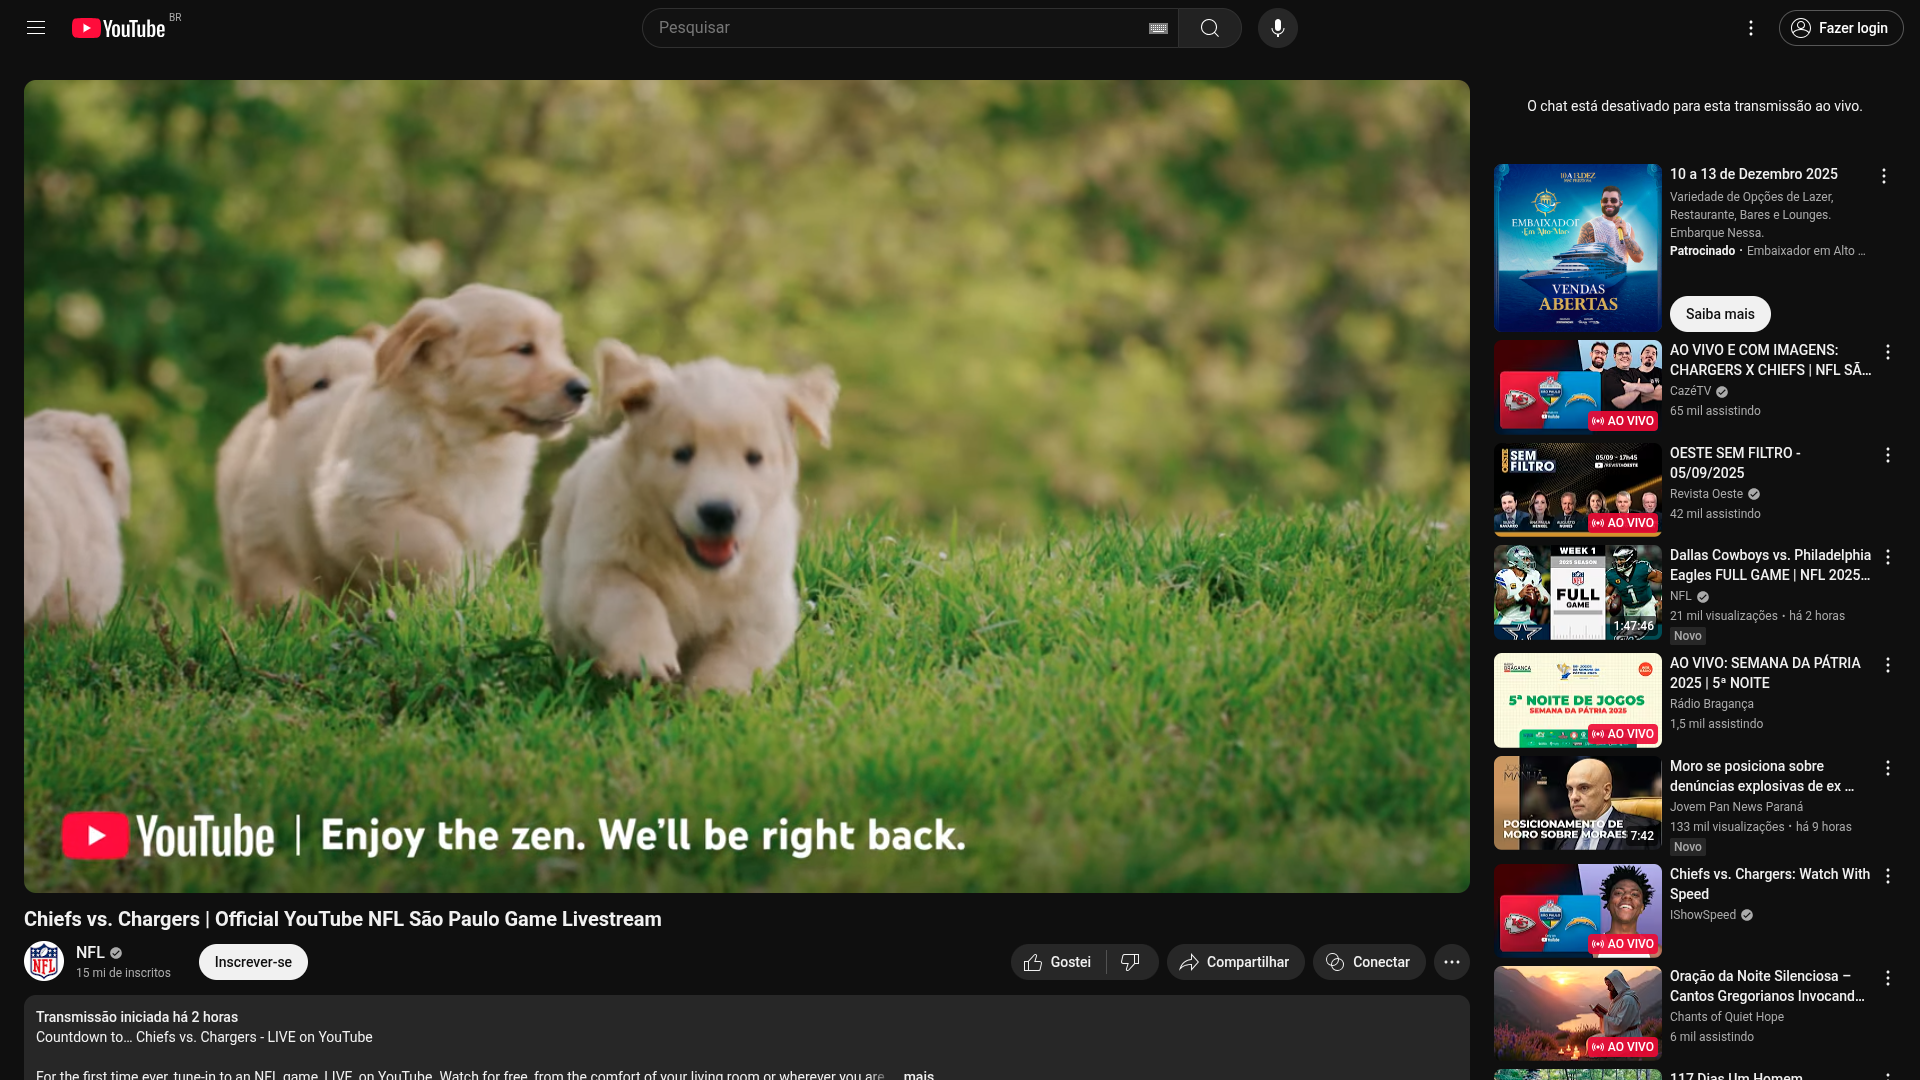 YouTube BR
Pesquisar
Fazer login
O chat está desativado para esta transmissão ao vivo.
YouTube | Enjoy the zen. We'll be right back.
Chiefs vs. Chargers | Official YouTube NFL São Paulo Game Livestream
NFL
NFL
15 mi de inscritos
Inscrever-se
Gostei
Compartilhar
Conectar
Transmissão iniciada há 2 horas
Countdown to… Chiefs vs. Chargers - LIVE on YouTube
For the first time ever, tune-in to an NFL game, LIVE, on YouTube. Watch for free, from the comfort of your living room or wherever you are ...mais
EMBAIXADOR
Em Alto Mar
VENDAS
ABERTAS
10 a 13 de Dezembro 2025
Variedade de Opções de Lazer,
Restaurante, Bares e Lounges.
Embarque Nessa.
Patrocinado · Embaixador em Alto …
Saiba mais
AO VIVO
AO VIVO E COM IMAGENS:
CHARGERS X CHIEFS | NFL SÃ…
CazéTV
65 mil assistindo
OESTE
SEM
FILTRO
05/09 - 17h45
/REVISTAOESTE
AO VIVO
OESTE SEM FILTRO -
05/09/2025
Revista Oeste
42 mil assistindo
WEEK 1
2025 SEASON
FULL
GAME
1:47:46
Dallas Cowboys vs. Philadelphia
Eagles FULL GAME | NFL 2025…
NFL
21 mil visualizações · há 2 horas
Novo
BRAGANÇA
5ª NOITE DE JOGOS
SEMANA DA PÁTRIA 2025
AO VIVO
AO VIVO: SEMANA DA PÁTRIA
2025 | 5ª NOITE
Rádio Bragança
1,5 mil assistindo
POSICIONAMENTO DE
MORO SOBRE MORAES
7:42
Moro se posiciona sobre
denúncias explosivas de ex …
Jovem Pan News Paraná
133 mil visualizações · há 9 horas
Novo
AO VIVO
Chiefs vs. Chargers: Watch With
Speed
IShowSpeed
AO VIVO
Oração da Noite Silenciosa –
Cantos Gregorianos Invocand…
Chants of Quiet Hope
6 mil assistindo
117 Dias Um Homem